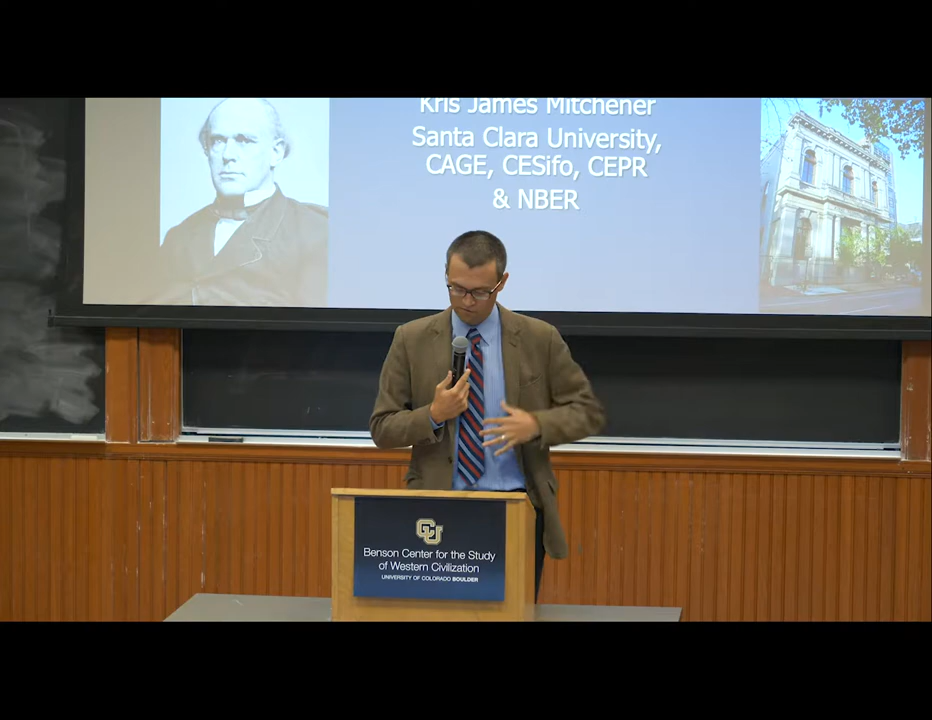 Kris James Mitchener
Santa Clara University,
CAGE, CESifo, CEPR
& NBER
CU
Benson Center for the Study
of Western Civilization
UNIVERSITY OF COLORADO BOULDER